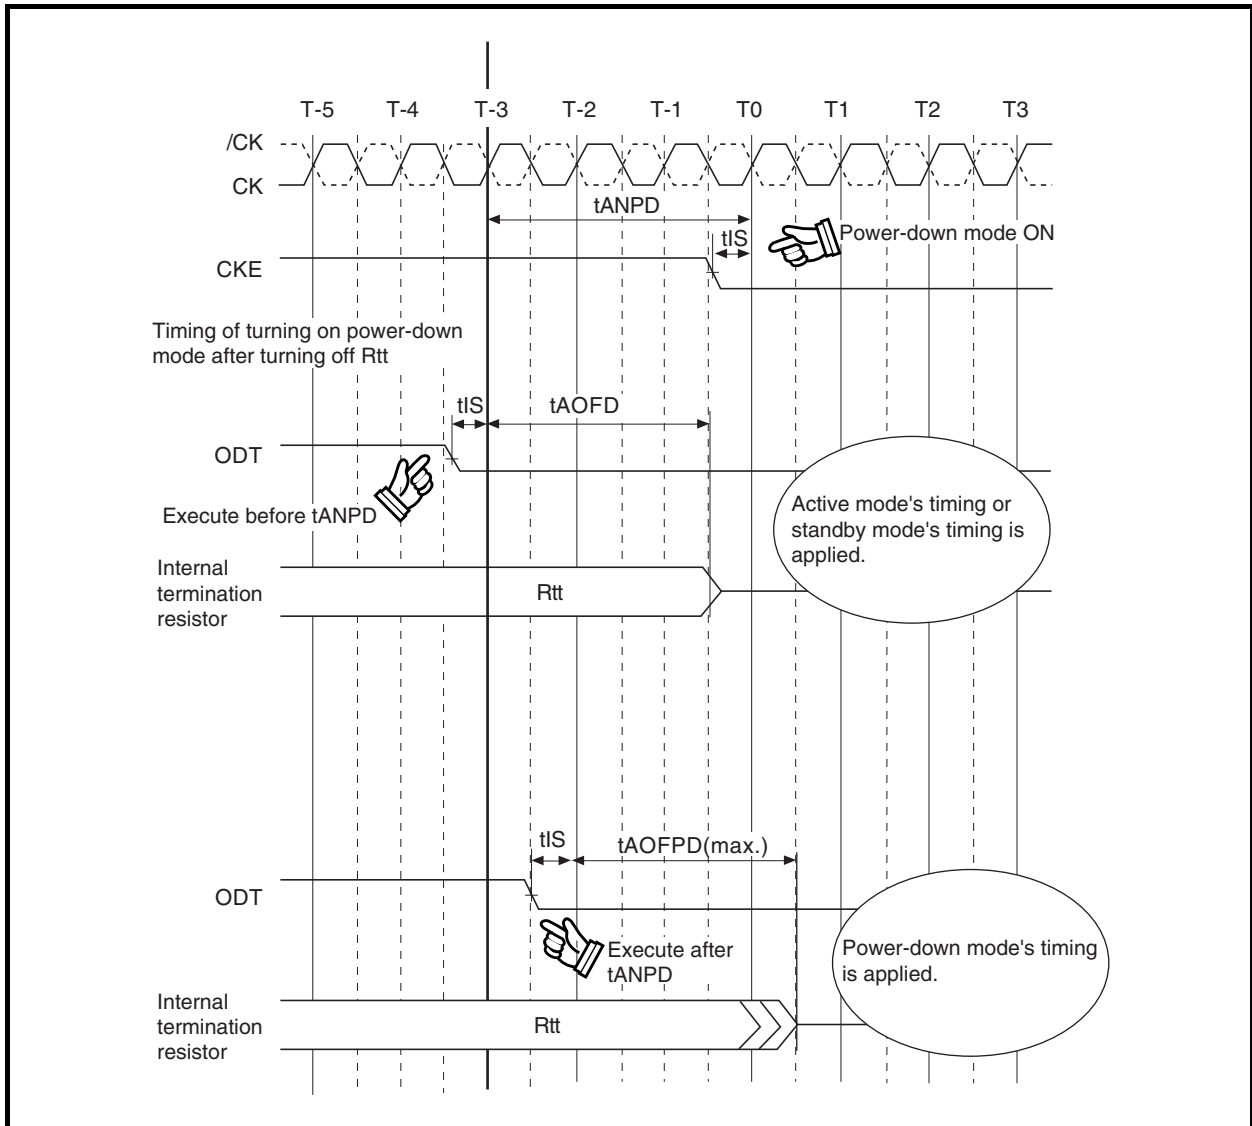 T-5 T-4 T-3 T-2 T-1 T0 T1 T2 T3
/CK
CK
tANPD
tIS
Power-down mode ON
CKE
Timing of turning on power-down
mode after turning off Rtt
tIS
tAOFD
ODT
Execute before tANPD
Active mode's timing or
standby mode's timing is
applied.
Internal
termination
resistor
Rtt
tIS
tAOFPD(max.)
ODT
Execute after
tANPD
Power-down mode's timing
is applied.
Internal
termination
resistor
Rtt